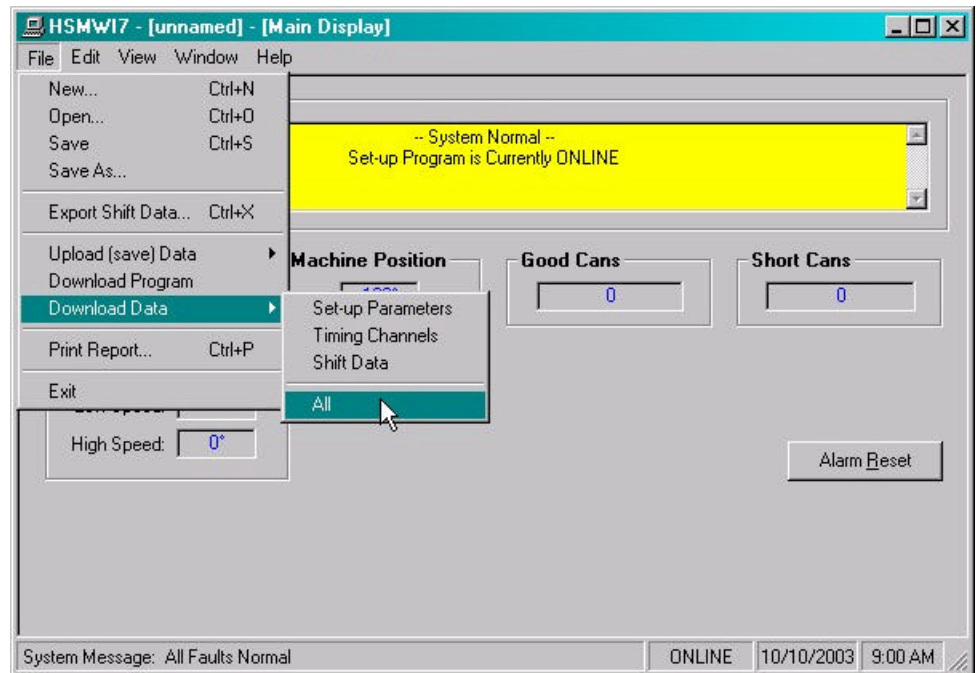 HSMWI7 - [unnamed] - [Main Display]
File Edit View Window Help
New... Ctrl+N
Open... Ctrl+O
Save Ctrl+S
Save As...
Export Shift Data... Ctrl+X
Upload (save) Data
Download Program
Download Data
Print Report... Ctrl+P
Exit
Set-up Parameters
Timing Channels
Shift Data
All
-- System Normal --
Set-up Program is Currently ONLINE
Machine Position
Good Cans
0
Short Cans
0
High Speed: 0°
Alarm Reset
System Message: All Faults Normal
ONLINE
10/10/2003
9:00 AM